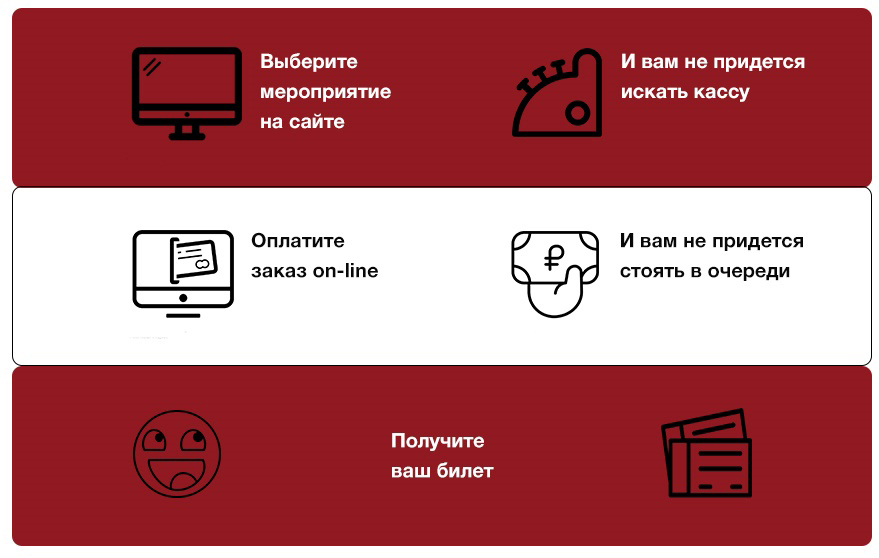 Выберите
мероприятие
на сайте
И вам не придется
искать кассу
Оплатите
заказ on-line
И вам не придется
стоять в очереди
Получите
ваш билет